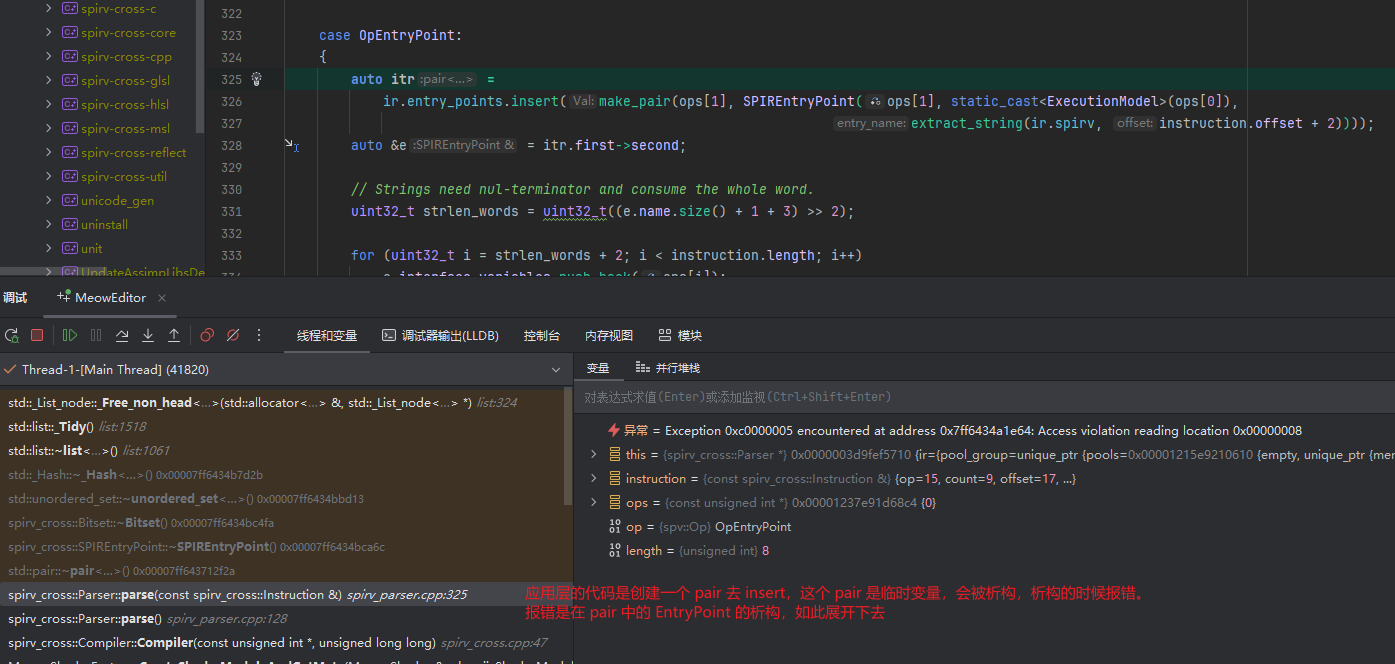 spirv-cross-c
spirv-cross-core
spirv-cross-cpp
spirv-cross-glsl
spirv-cross-hlsl
spirv-cross-msl
spirv-cross-reflect
spirv-cross-util
unicode_gen
uninstall
unit
UpdateAssimpLibsDe
322
323 case OpEntryPoint:
324 {
325 auto itr :pair<...> =
326 ir.entry_points.insert( Val: make_pair(ops[1], SPIREntryPoint( ops[1], static_cast<ExecutionModel>(ops[0]),
327 entry_name: extract_string(ir.spirv, offset: instruction.offset + 2))));
328 auto &e :SPIREntryPoint & = itr.first->second;
329
330 // Strings need nul-terminator and consume the whole word.
331 uint32_t strlen_words = uint32_t((e.name.size() + 1 + 3) >> 2);
332
333 for (uint32_t i = strlen_words + 2; i < instruction.length; i++)
调试 MeowEditor ×
线程和变量 调试器输出(LLDB) 控制台 内存视图 模块
Thread-1-[Main Thread] (41820)
std::_List_node::_Free_non_head<...>(std::allocator<...> &, std::_List_node<...> *) list:324
std::list::_Tidy() list:1518
std::list::~list<...>() list:1061
std::_Hash::~_Hash<...>() 0x00007ff6434b7d2b
std::unordered_set::~unordered_set<...>() 0x00007ff6434bbd13
spirv_cross::Bitset::~Bitset() 0x00007ff6434bc4fa
spirv_cross::SPIREntryPoint::~SPIREntryPoint() 0x00007ff6434bca6c
std::pair::~pair<...>() 0x00007ff643712f2a
spirv_cross::Parser::parse(const spirv_cross::Instruction &) spirv_parser.cpp:325
spirv_cross::Parser::parse() spirv_parser.cpp:128
spirv_cross::Compiler::Compiler(const unsigned int *, unsigned long long) spirv_cross.cpp:47
变量 并行堆栈
对表达式求值(Enter)或添加监视(Ctrl+Shift+Enter)
异常 = Exception 0xc0000005 encountered at address 0x7ff6434a1e64: Access violation reading location 0x00000008
this = {spirv_cross::Parser *} 0x0000003d9fef5710 {ir={pool_group=unique_ptr {pools=0x00001215e9210610 {empty, unique_ptr {mer
instruction = {const spirv_cross::Instruction &} {op=15, count=9, offset=17, ...}
ops = {const unsigned int *} 0x00001237e91d68c4 {0}
op = {spv::Op} OpEntryPoint
length = {unsigned int} 8
应用层的代码是创建一个 pair 去 insert，这个 pair 是临时变量，会被析构，析构的时候报错。
报错是在 pair 中的 EntryPoint 的析构，如此展开下去